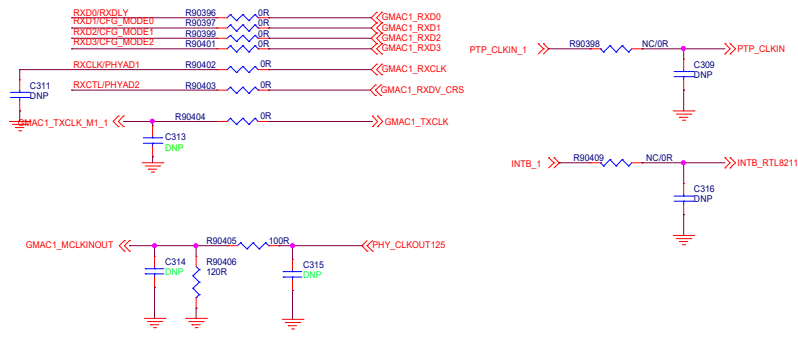 RXD0/RXDLY R90396 0R GMAC1_RXD0
RXD1/CFG_MODE0 R90397 0R GMAC1_RXD1
RXD2/CFG_MODE1 R90399 0R GMAC1_RXD2
RXD3/CFG_MODE2 R90401 0R GMAC1_RXD3
RXCLK/PHYAD1 R90402 0R GMAC1_RXCLK
C311
DNP
RXCTL/PHYAD2 R90403 0R GMAC1_RXDV_CRS
GMAC1_TXCLK_M1_1 R90404 0R GMAC1_TXCLK
C313
DNP
GMAC1_MCLKINOUT R90405 100R PHY_CLKOUT125
C314
DNP
R90406
120R
C315
DNP
PTP_CLKIN_1 R90398 NC/0R PTP_CLKIN
C309
DNP
INTB_1 R90409 NC/0R INTB_RTL8211
C316
DNP